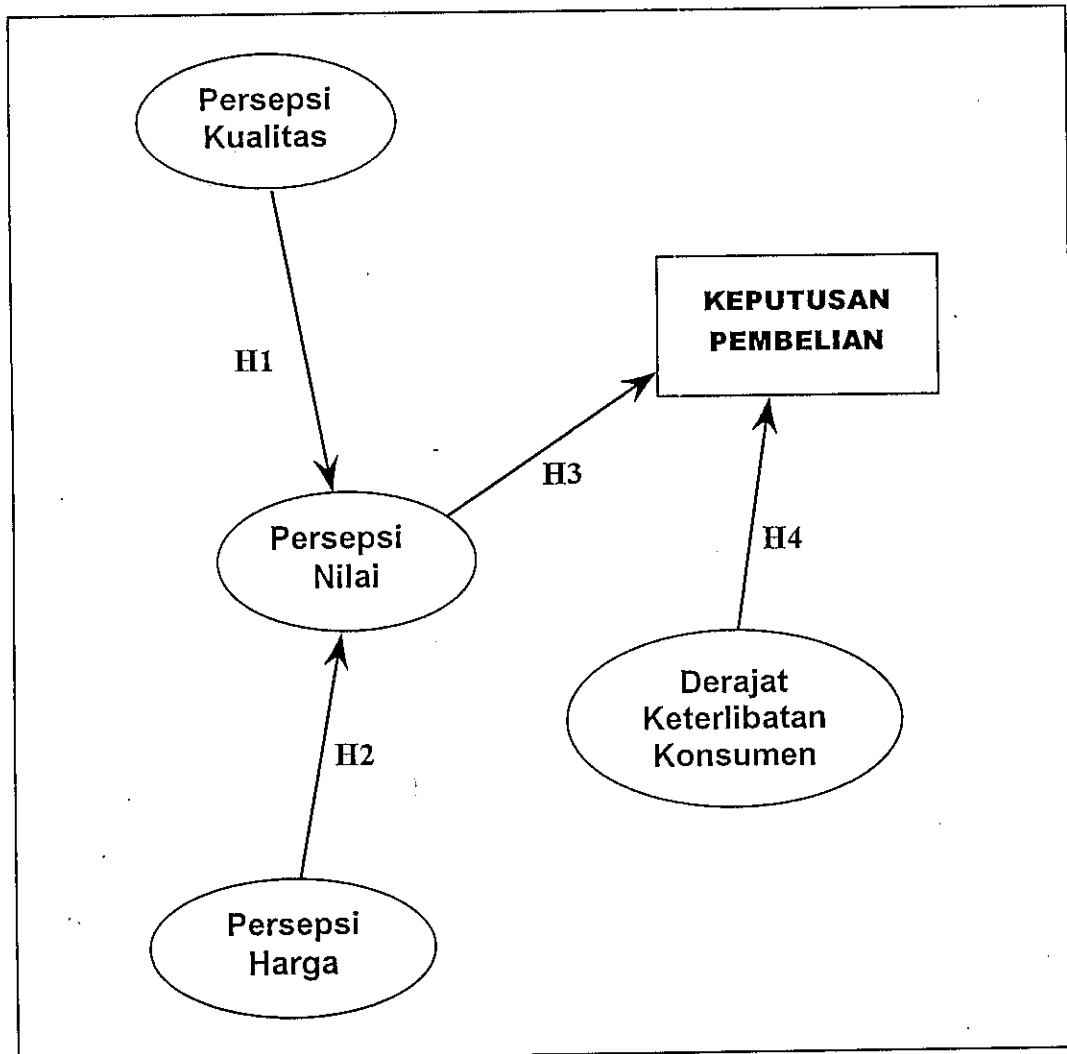 Persepsi
Kualitas
KEPUTUSAN
PEMBELIAN
H1
H3
Persepsi
Nilai
H4
Derajat
Keterlibatan
Konsumen
H2
Persepsi
Harga